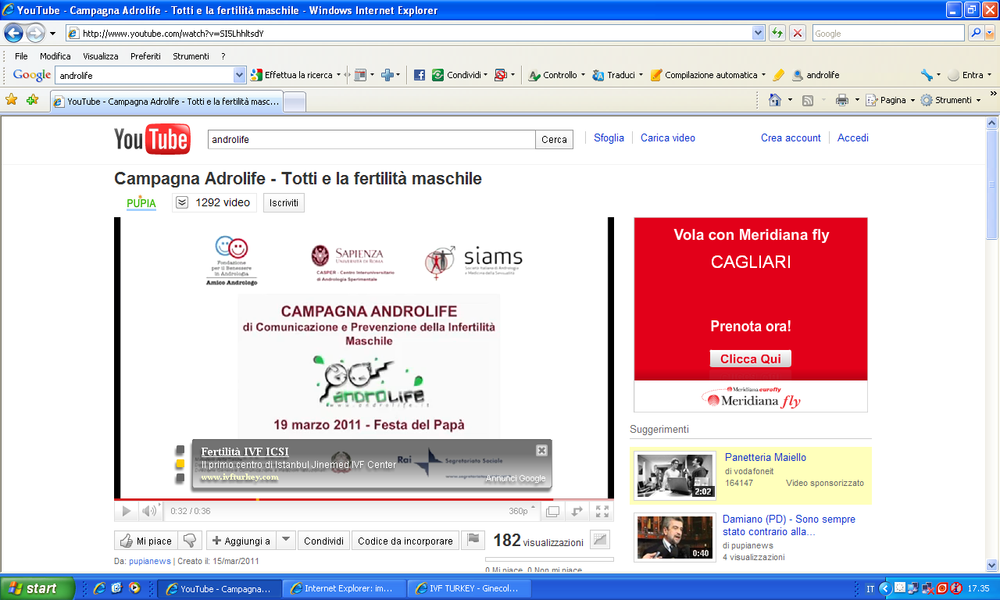 YouTube - Campagna Adrolife - Totti e la fertilità maschile - Windows Internet Explorer
http://www.youtube.com/watch?v=SI5LhhltsdY
Google
File Modifica Visualizza Preferiti Strumenti ?
Google androlife Effettua la ricerca Condividi Controllo Traduci Compilazione automatica androlife Entra
YouTube - Campagna Adrolife - Totti e la fertilità masc...
Pagina Strumenti
YouTube androlife Cerca Sfoglia Carica video Crea account Accedi
Campagna Adrolife - Totti e la fertilità maschile
PUPIA 1292 video Iscriviti
Fondazione
per il Benessere
in Andrologia
Amico Andrologo
SAPIENZA
UNIVERSITÀ DI ROMA
CASPER - Centro Interuniversitario
di Andrologia Sperimentale
siams
Società Italiana di Andrologia
e Medicina della Sessualità
CAMPAGNA ANDROLIFE
di Comunicazione e Prevenzione della Infertilità
Maschile
androLIFE
www.androlife.it
19 marzo 2011 - Festa del Papà
Rai Segretariato Sociale
Fertilità IVF ICSI
Il primo centro di Istanbul Jinemed IVF Center
www.ivfturkey.com
Annunci Google
0:32 / 0:36 360p
Mi piace Aggiungi a Condividi Codice da incorporare 182 visualizzazioni
Da: pupianews | Creato il: 15/mar/2011
0 Mi piace, 0 Non mi piace
Vola con Meridiana fly
CAGLIARI
Prenota ora!
Clicca Qui
Meridiana eurofly
Meridiana fly
Suggerimenti
Panetteria Maiello
di vodafoneit
164147 Video sponsorizzato
2:02
Damiano (PD) - Sono sempre
stato contrario alla...
di pupianews
4 visualizzazioni
0:40
start YouTube - Campagna... Internet Explorer: im... IVF TURKEY - Ginecol... IT 17.35